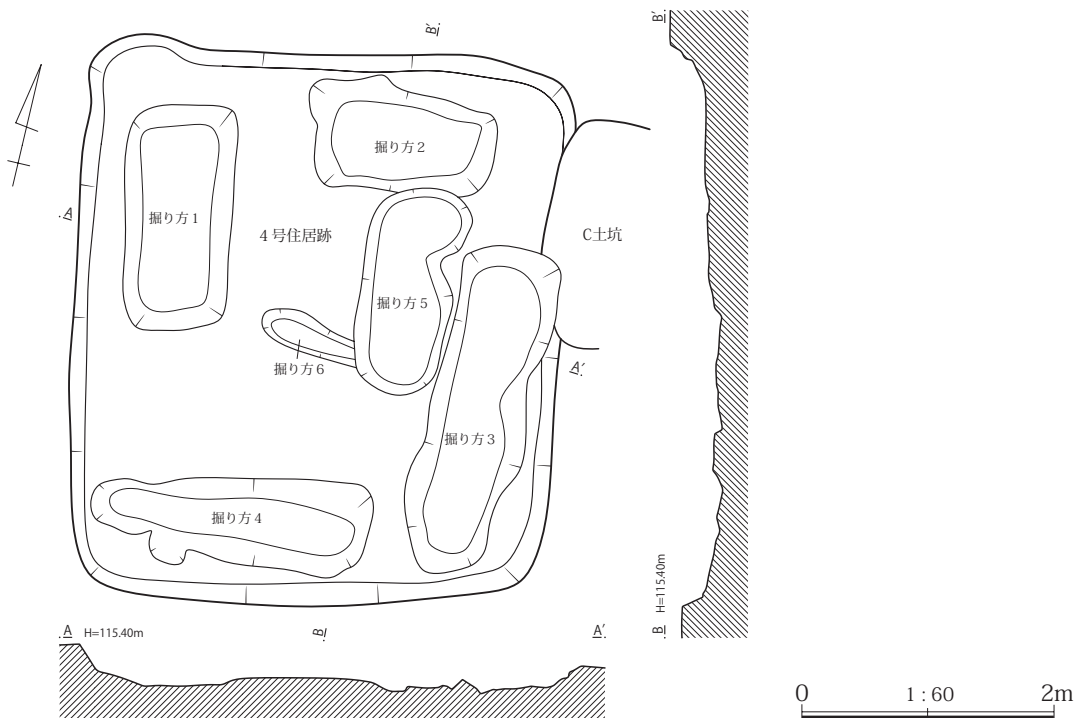 B′
B′
掘り方2
掘り方1
A
4号住居跡
C土坑
掘り方5
掘り方6
A′
掘り方3
掘り方4
B H=115.40m
A H=115.40m
B
A′
0 1:60 2m